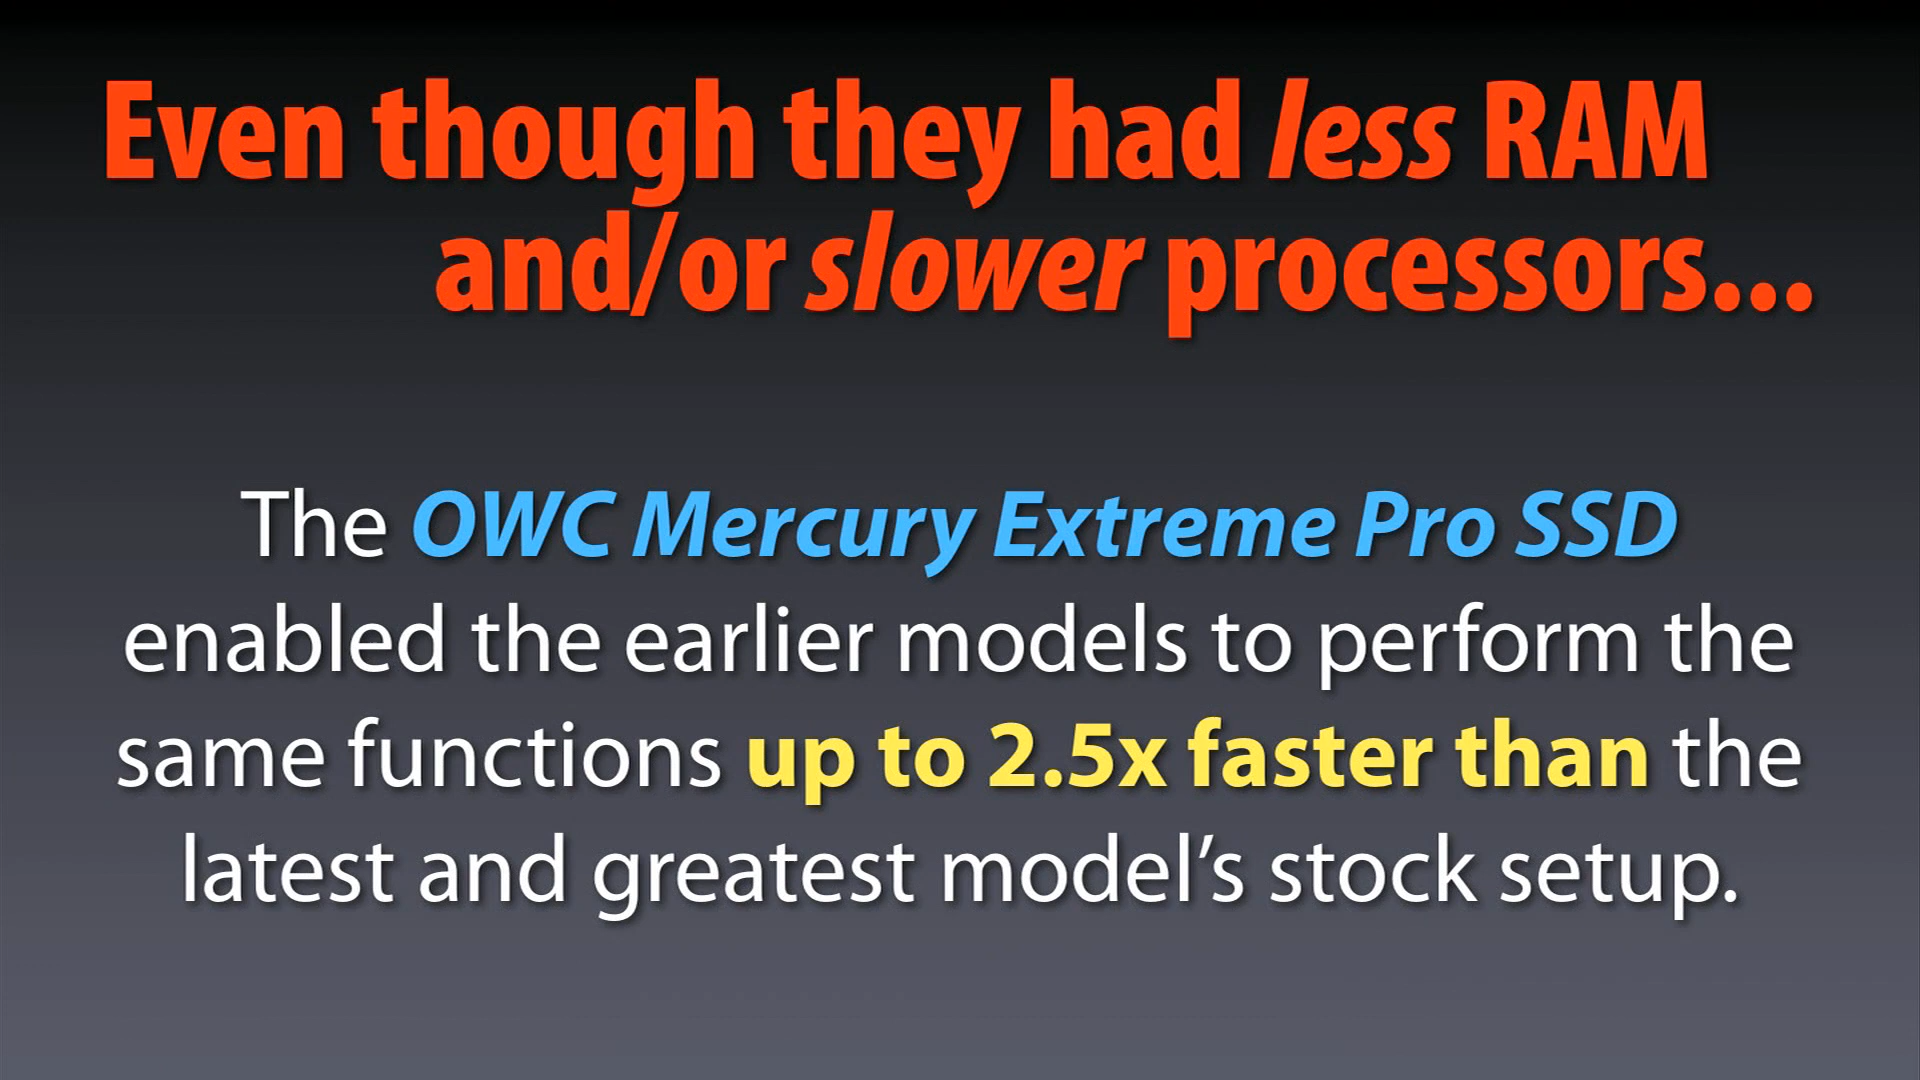 Even though they had less RAM
and/or slower processors...
The OWC Mercury Extreme Pro SSD
enabled the earlier models to perform the
same functions up to 2.5x faster than the
latest and greatest model’s stock setup.